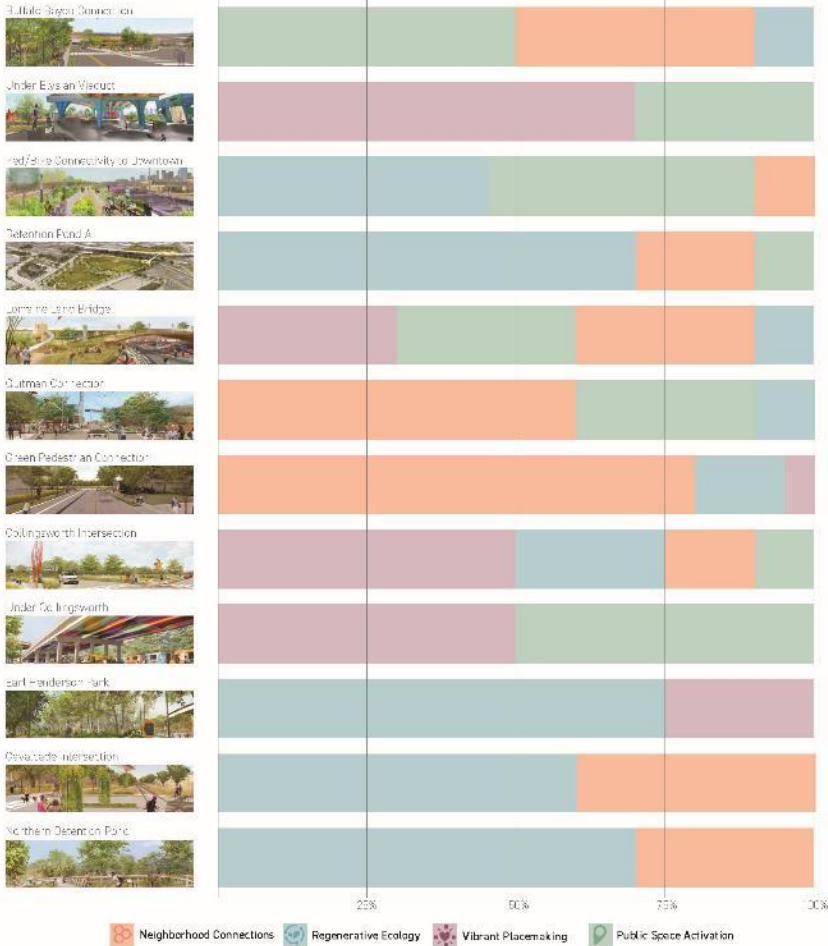 Buffalo Bayou Connection
Under Elysian Viaduct
Ped/Bike Connectivity to Downtown
Detention Pond A
Lorraine Land Bridge
Quitman Connection
Green Pedestrian Connection
Collingsworth Intersection
Under Collingsworth
Earl Henderson Park
Cavalcade Intersection
Northern Detention Pond
25% 50% 75% 100%
Neighborhood Connections Regenerative Ecology Vibrant Placemaking Public Space Activation